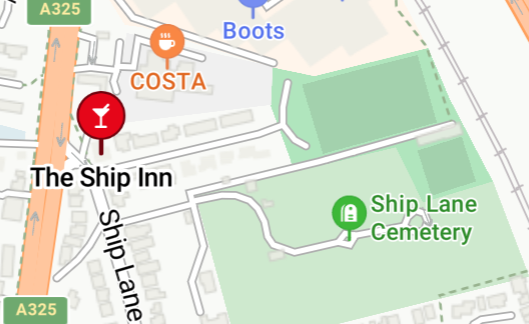 A325
Boots
COSTA
The Ship Inn
Ship Lane
Cemetery
Ship Lane
A325